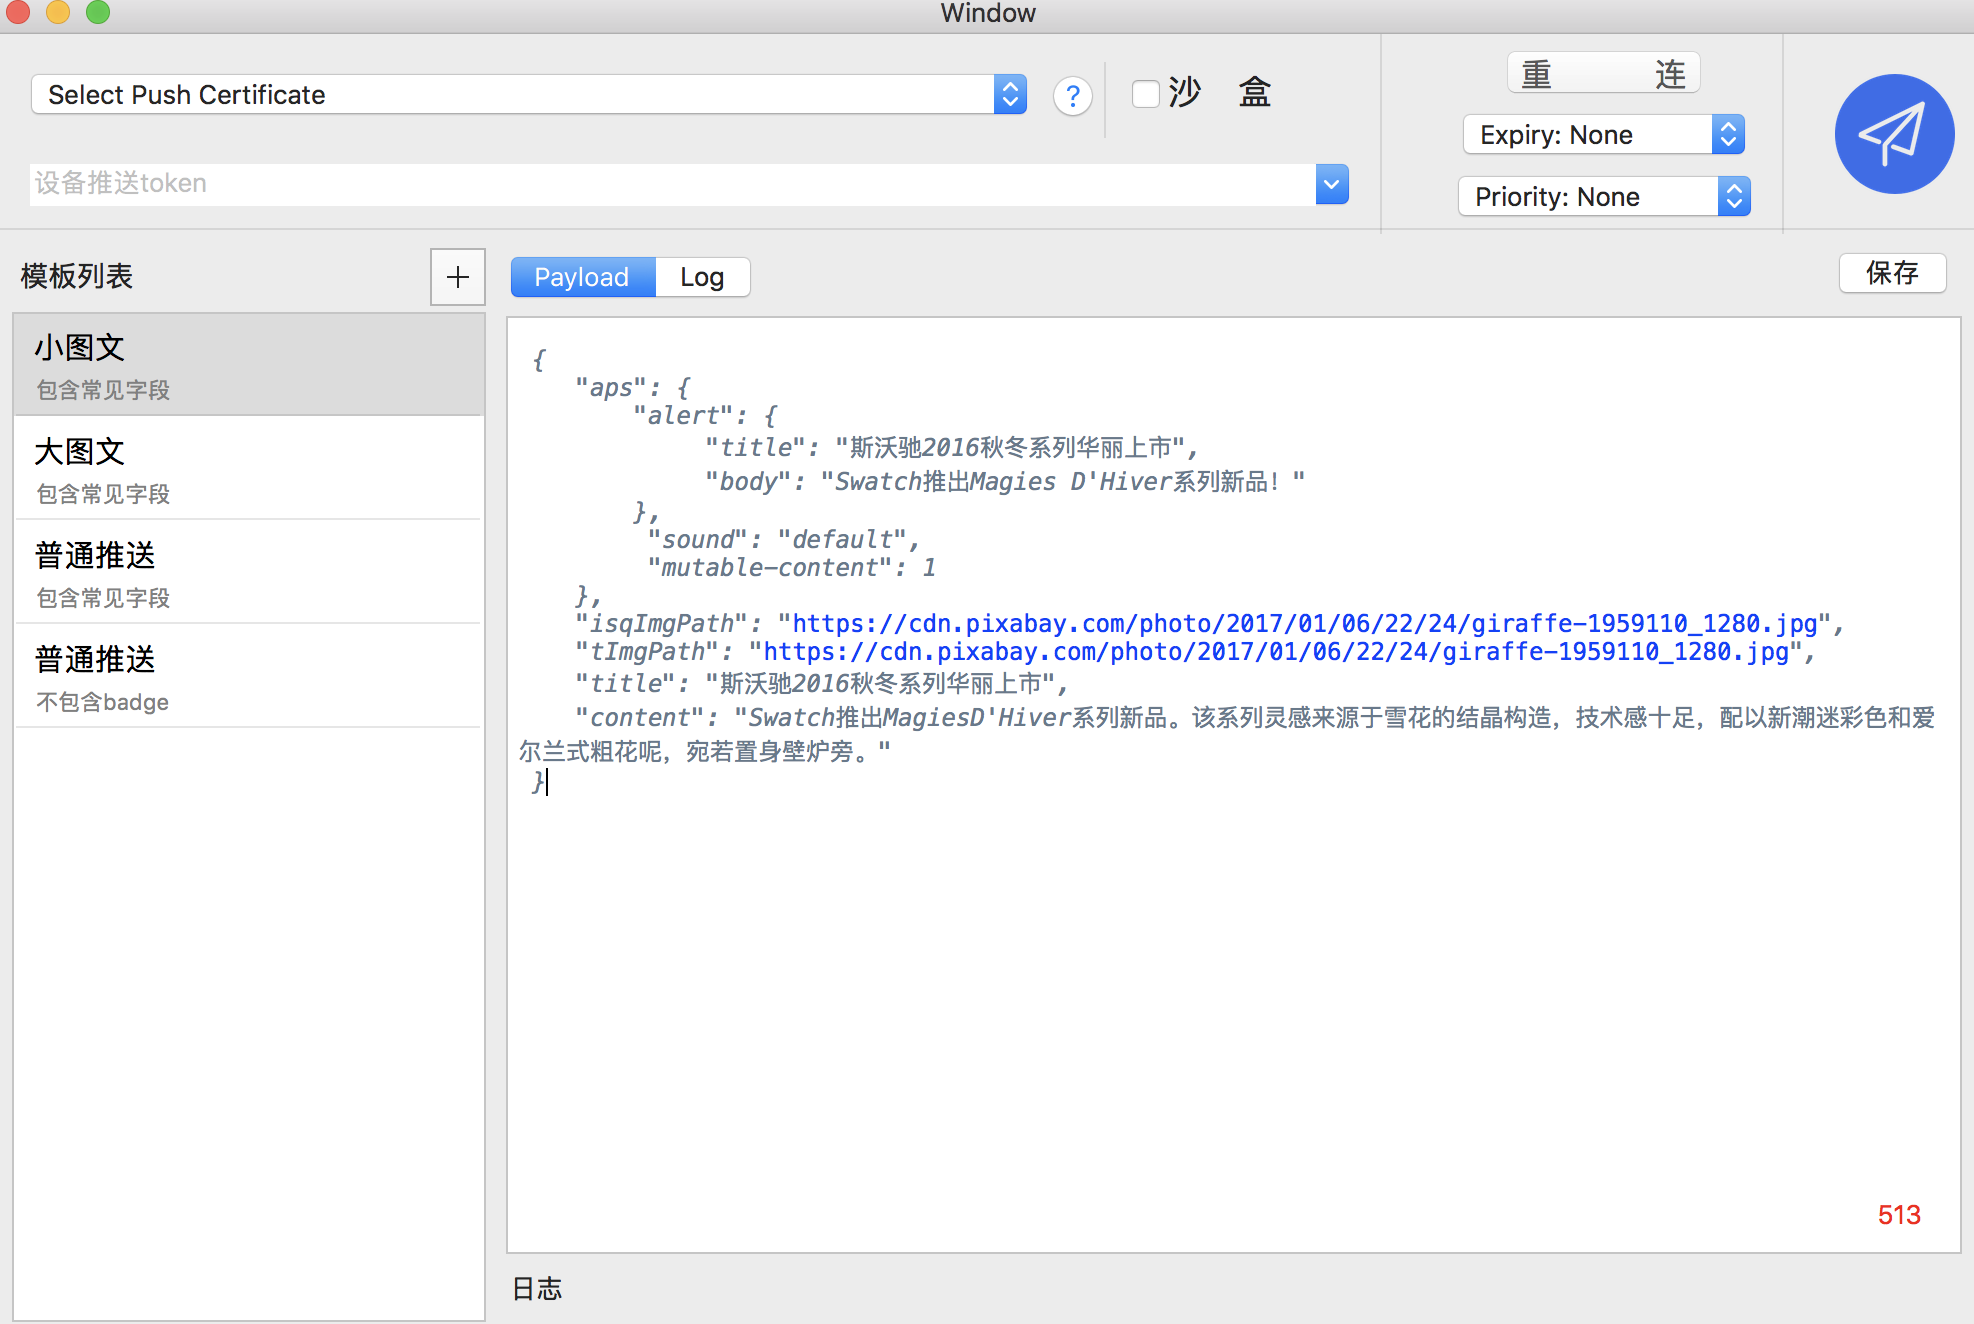 Window
Select Push Certificate
?
沙 盒
重 连
Expiry: None
设备推送token
Priority: None
模板列表
+
Payload
Log
保存
小图文
包含常见字段
大图文
包含常见字段
普通推送
包含常见字段
普通推送
不包含badge
{
"aps": {
"alert": {
"title": "斯沃驰2016秋冬系列华丽上市",
"body": "Swatch推出Magies D'Hiver系列新品！"
},
"sound": "default",
"mutable-content": 1
},
"isqImgPath": "https://cdn.pixabay.com/photo/2017/01/06/22/24/giraffe-1959110_1280.jpg",
"tImgPath": "https://cdn.pixabay.com/photo/2017/01/06/22/24/giraffe-1959110_1280.jpg",
"title": "斯沃驰2016秋冬系列华丽上市",
"content": "Swatch推出MagiesD'Hiver系列新品。该系列灵感来源于雪花的结晶构造，技术感十足，配以新潮迷彩色和爱
尔兰式粗花呢，宛若置身壁炉旁。"
}
513
日志